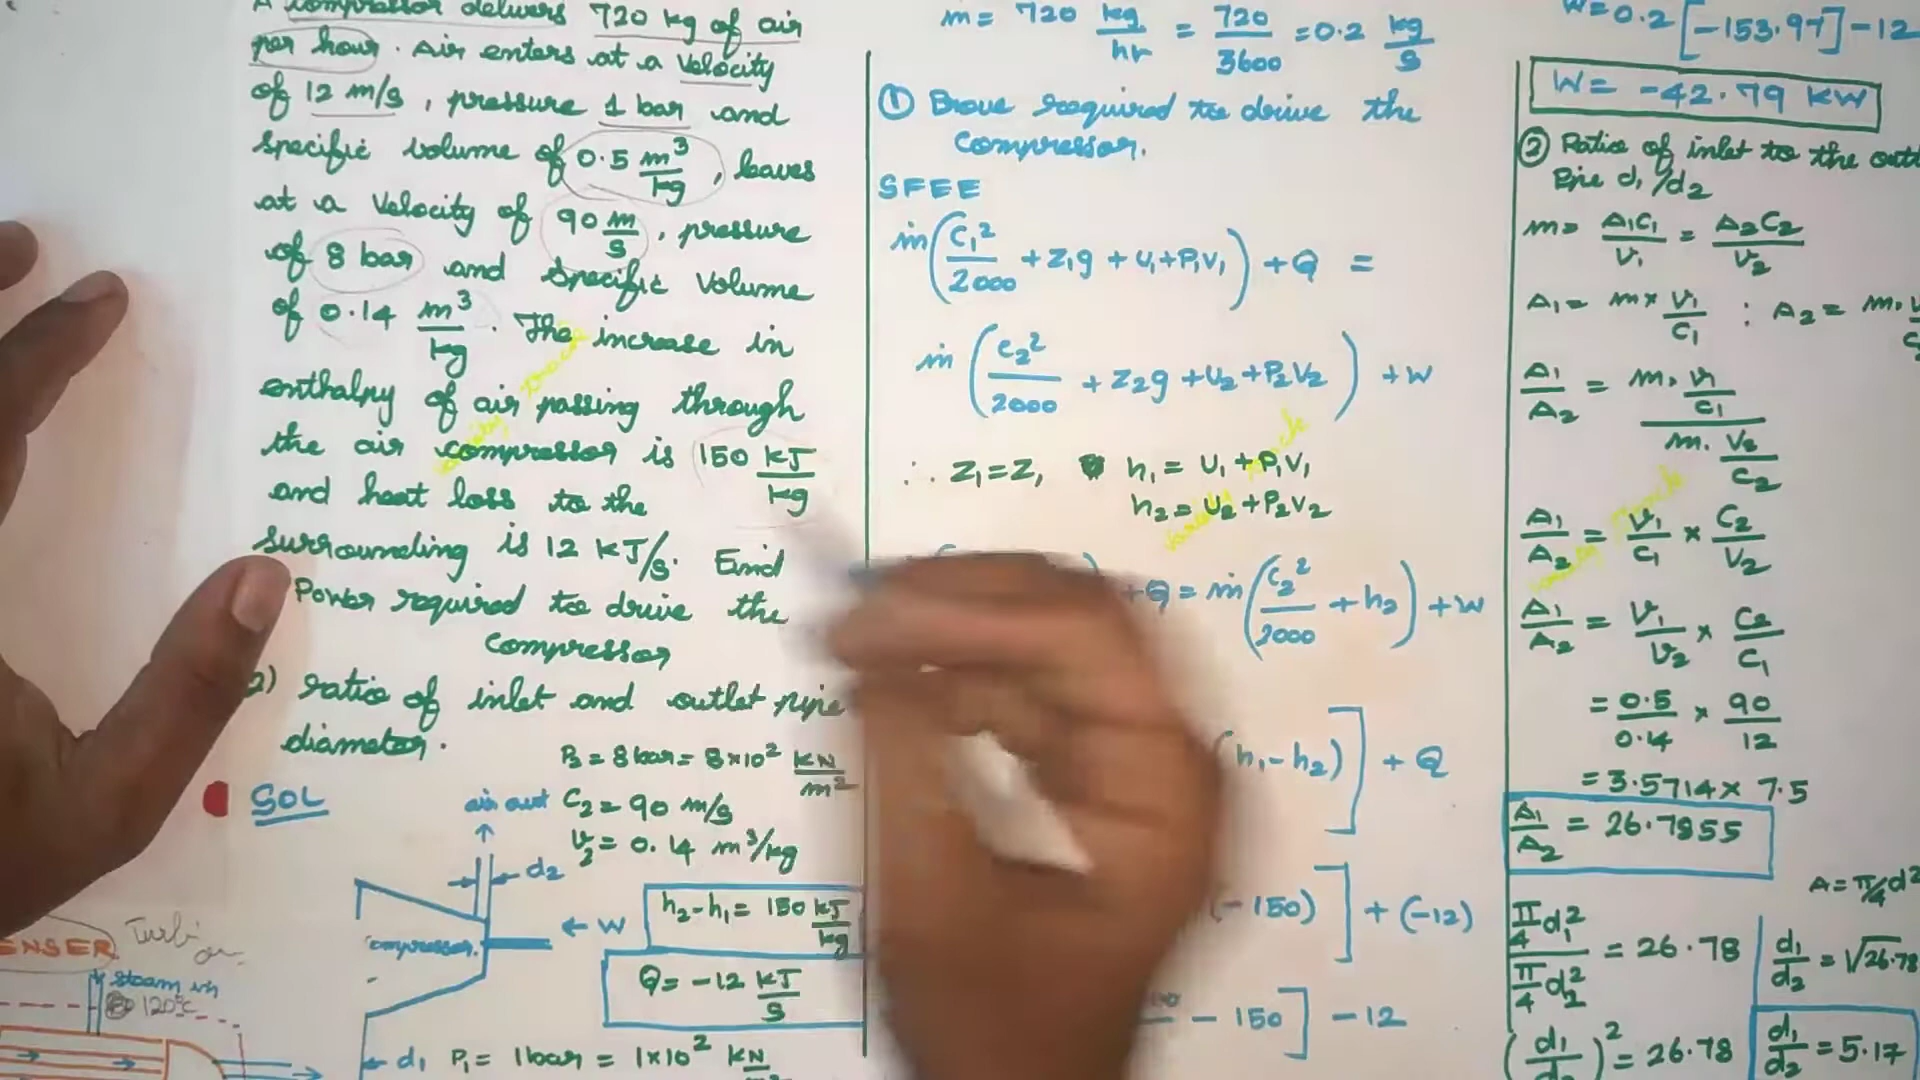 A compressor delivers 720 kg of air
per hour. Air enters at a velocity
of 12 m/s, pressure 1 bar and
specific volume of 0.5 m³/kg, leaves
at a velocity of 90 m/s, pressure
of 8 bar and specific volume
of 0.14 m³/kg. The increase in
enthalpy of air passing through
the air compressor is 150 KJ/kg
and heat loss to the
surrounding is 12 KJ/s. Find
Power required to drive the
compressor
2) ratio of inlet and outlet pipe
diameter.
SOL
P2 = 8 bar = 8×10² KN/m²
air out C2 = 90 m/s
V2 = 0.14 m³/kg
d2
compressor.
← W
h2-h1 = 150 KJ/kg
Q = -12 KJ/s
d1 P1 = 1 bar = 1×10² KN/m²
ENSER
steam in
120°C
m = 720 kg/hr = 720/3600 = 0.2 kg/s
① required to drive the
compressor.
SFEE
ṁ(C1²/2000 + Z1g + U1+P1V1) + Q =
ṁ(C2²/2000 + Z2g + U2+P2V2) + W
∴ Z1=Z, h1 = U1+P1V1
h2 = U2+P2V2
+Q = ṁ(C2²/2000 + h2) + W
(h1-h2)] + Q
(-150)] + (-12)
- 150] - 12
W = 0.2[-153.97] - 12
W = -42.79 KW
② Ratio of inlet to the
Pipe d1/d2
m = A1C1/V1 = A2C2/V2
A1 = m× V1/C1 : A2 = m.
A1/A2 = m. V1/C1 / m. V2/C2
A1/A2 = V1/C1 × C2/V2
A1/A2 = V1/V2 × C2/C1
= 0.5/0.14 × 90/12
= 3.5714 × 7.5
A1/A2 = 26.7855
A = π/4 d²
π/4 d1² / π/4 d2² = 26.78
d1/d2 = √26.78
(d1/d2)² = 26.78
d1/d2 = 5.17